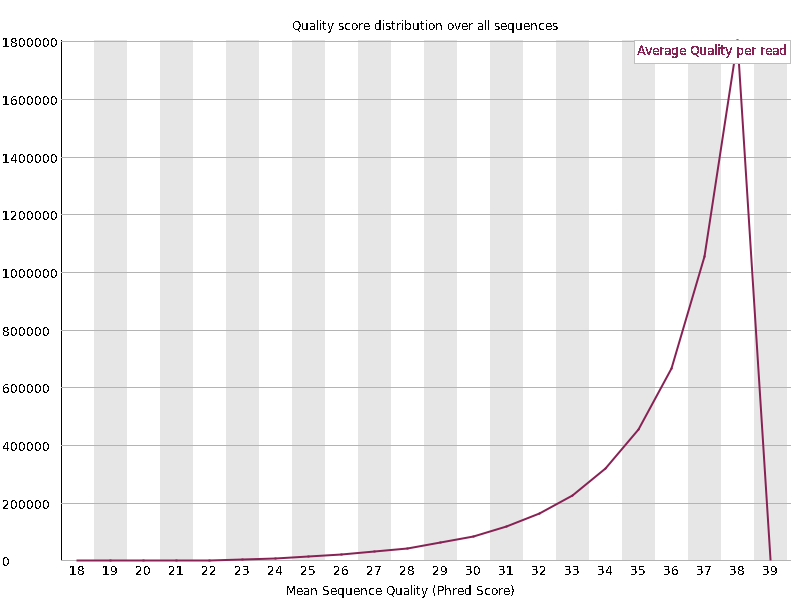 Quality score distribution over all sequences
Average Quality per read
1800000
1600000
1400000
1200000
1000000
800000
600000
400000
200000
0
18 19 20 21 22 23 24 25 26 27 28 29 30 31 32 33 34 35 36 37 38 39
Mean Sequence Quality (Phred Score)